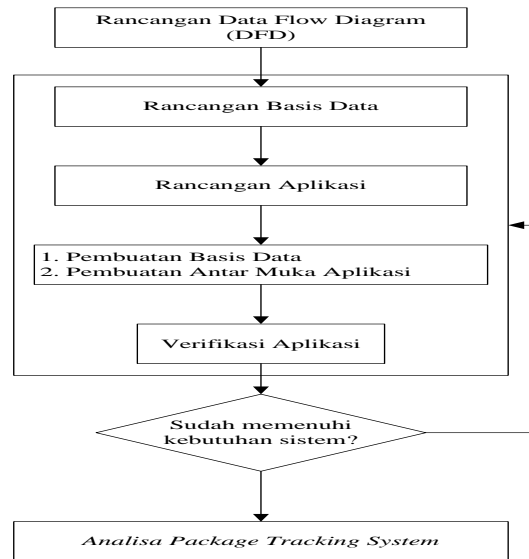 Rancangan Data Flow Diagram
(DFD)
Rancangan Basis Data
Rancangan Aplikasi
1. Pembuatan Basis Data
2. Pembuatan Antar Muka Aplikasi
Verifikasi Aplikasi
Sudah memenuhi
kebutuhan sistem?
Analisa Package Tracking System